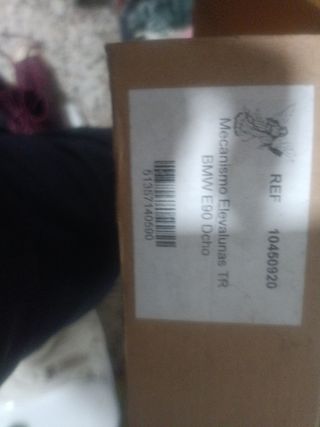 REF 10450920
Mecanismo Elevalunas TR
BMW E90 Dcho
51357140590